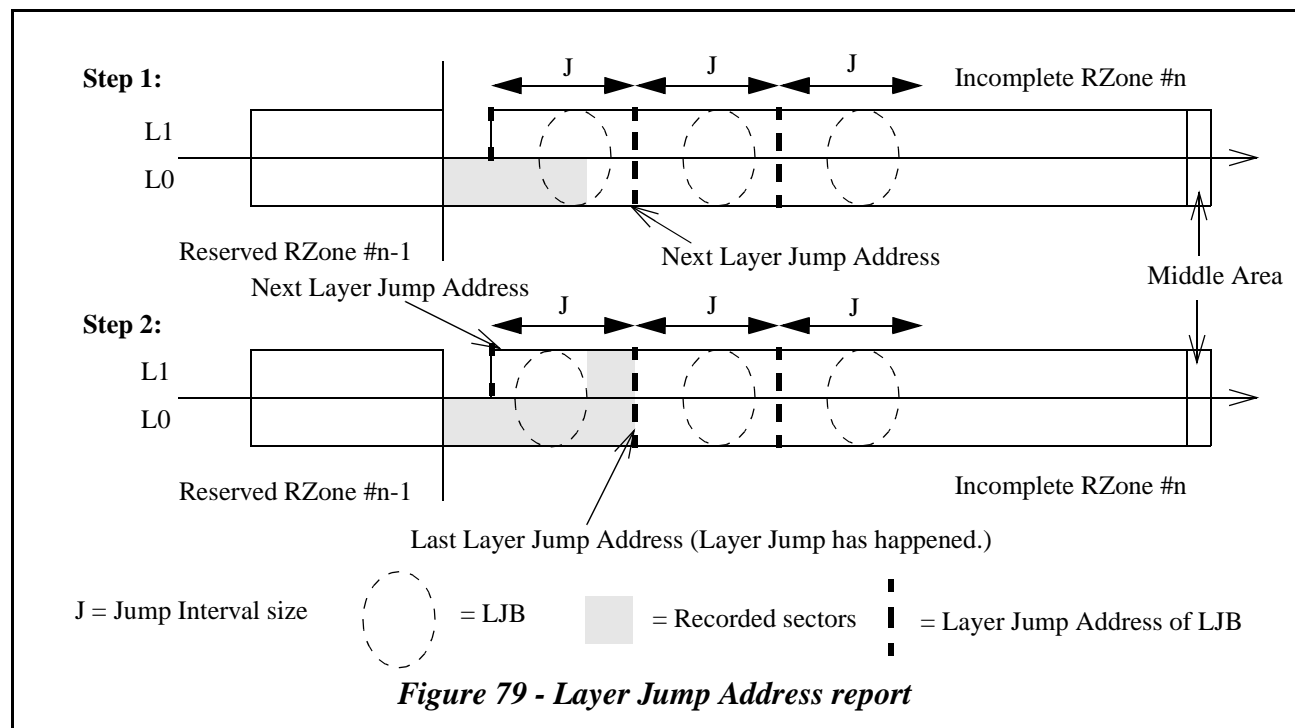 Step 1:
J
J
J
Incomplete RZone #n
L1
L0
Reserved RZone #n-1
Next Layer Jump Address
Middle Area
Next Layer Jump Address
Step 2:
J
J
J
L1
L0
Reserved RZone #n-1
Incomplete RZone #n
Last Layer Jump Address (Layer Jump has happened.)
J = Jump Interval size
= LJB
= Recorded sectors
= Layer Jump Address of LJB
Figure 79 - Layer Jump Address report